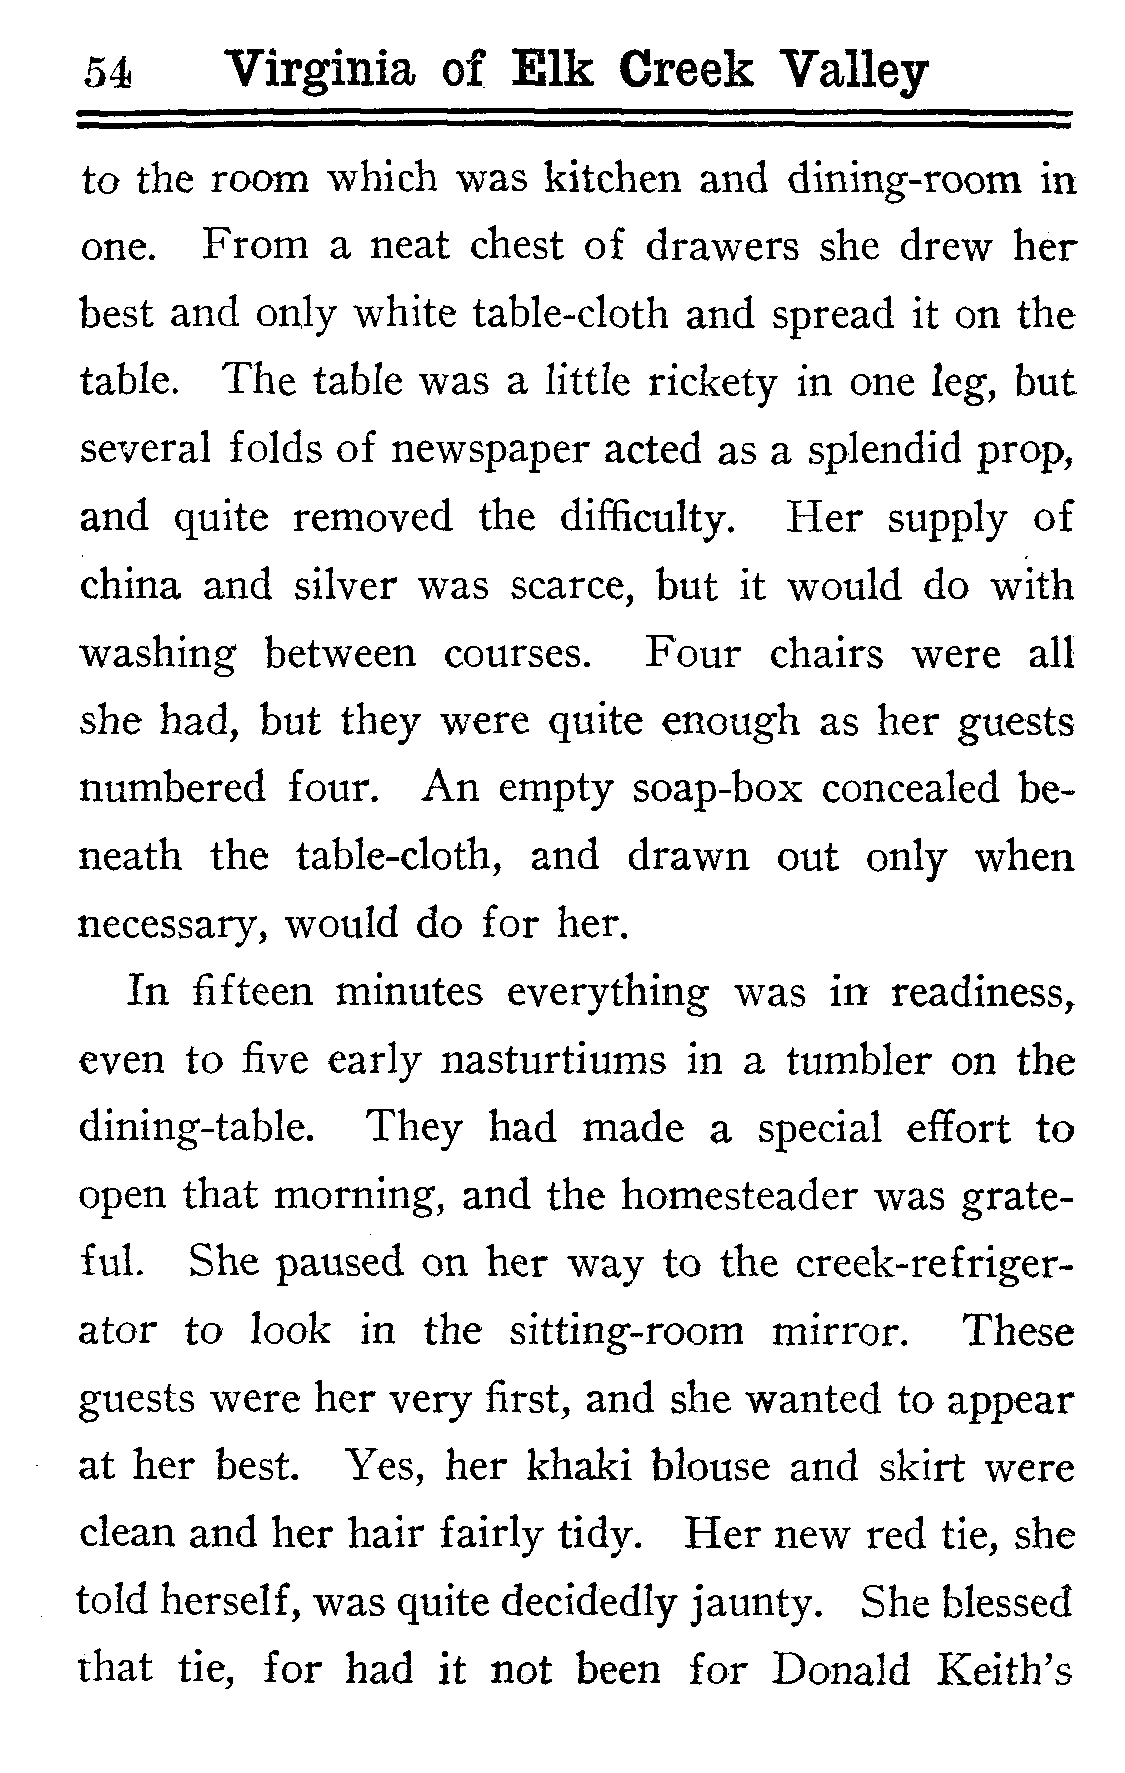 54 Virginia of Elk Creek Valley
to the room which was kitchen and dining-room in
one. From a neat chest of drawers she drew her
best and only white table-cloth and spread it on the
table. The table was a little rickety in one leg, but
several folds of newspaper acted as a splendid prop,
and quite removed the difficulty. Her supply of
china and silver was scarce, but it would do with
washing between courses. Four chairs were all
she had, but they were quite enough as her guests
numbered four. An empty soap-box concealed be-
neath the table-cloth, and drawn out only when
necessary, would do for her.
In fifteen minutes everything was in readiness,
even to five early nasturtiums in a tumbler on the
dining-table. They had made a special effort to
open that morning, and the homesteader was grate-
ful. She paused on her way to the creek-refriger-
ator to look in the sitting-room mirror. These
guests were her very first, and she wanted to appear
at her best. Yes, her khaki blouse and skirt were
clean and her hair fairly tidy. Her new red tie, she
told herself, was quite decidedly jaunty. She blessed
that tie, for had it not been for Donald Keith's